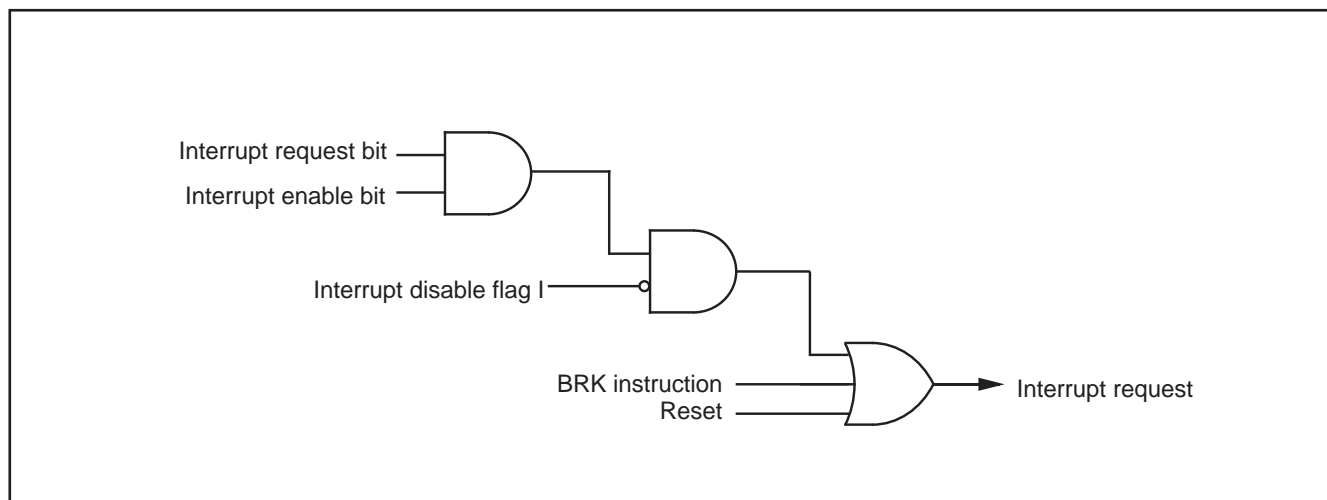 Interrupt request bit
Interrupt enable bit
Interrupt disable flag I
BRK instruction
Reset
Interrupt request